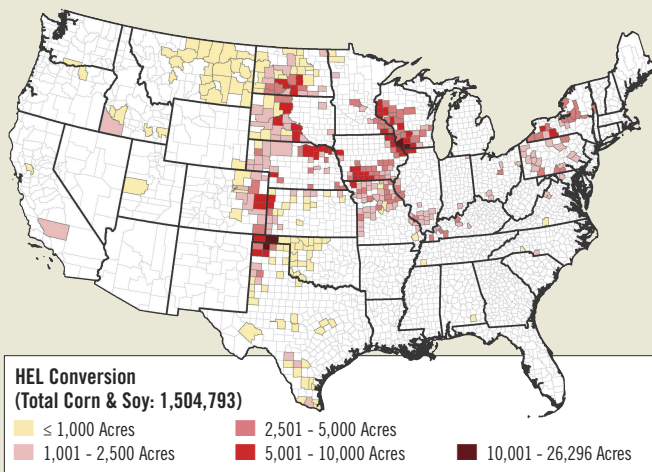 HEL Conversion
(Total Corn & Soy: 1,504,793)
≤ 1,000 Acres
2,501 - 5,000 Acres
1,001 - 2,500 Acres
5,001 - 10,000 Acres
10,001 - 26,296 Acres